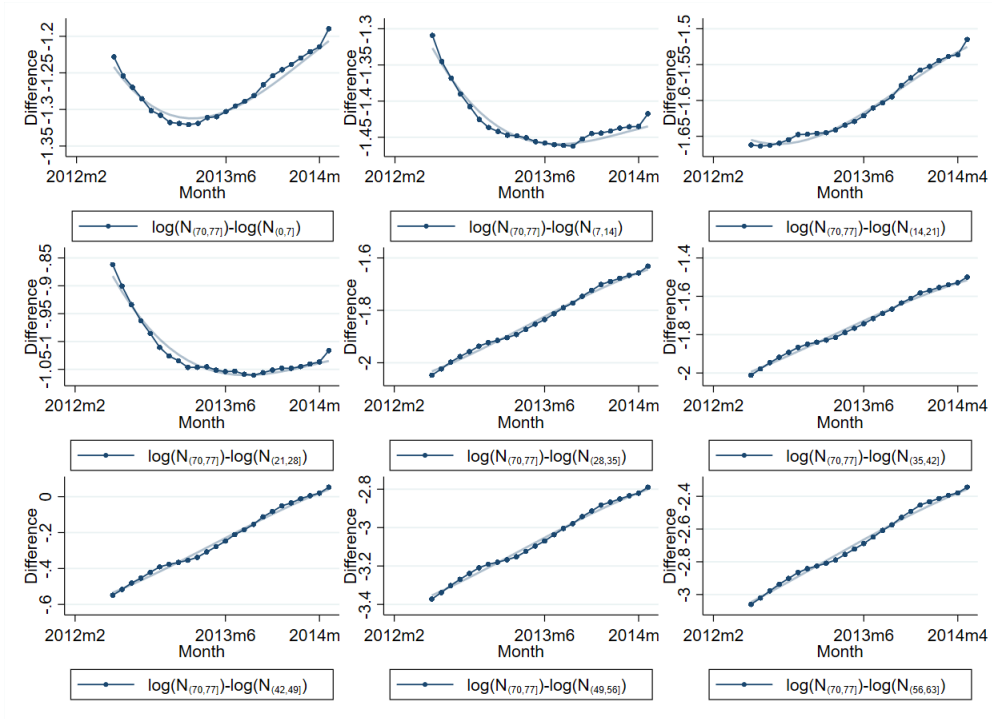 Difference
-1.2
-1.25
-1.3
-1.35
2012m2 2013m6 2014m
Month
log(N(70,77])-log(N(0,7])
Difference
-1.3
-1.35
-1.4
-1.45
2012m2 2013m6 2014m
Month
log(N(70,77])-log(N(7,14])
Difference
-1.5
-1.55
-1.6
-1.65
2012m2 2013m6 2014m4
Month
log(N(70,77])-log(N(14,21])
Difference
-.85
-.9
-.95
-1
-1.05
2012m2 2013m6 2014m
Month
log(N(70,77])-log(N(21,28])
Difference
-1.6
-1.8
-2
2012m2 2013m6 2014m
Month
log(N(70,77])-log(N(28,35])
Difference
-1.4
-1.6
-1.8
-2
2012m2 2013m6 2014m4
Month
log(N(70,77])-log(N(35,42])
Difference
0
-.2
-.4
-.6
2012m2 2013m6 2014m
Month
log(N(70,77])-log(N(42,49])
Difference
-2.8
-3
-3.2
-3.4
2012m2 2013m6 2014m
Month
log(N(70,77])-log(N(49,56])
Difference
-2.4
-2.6
-2.8
-3
2012m2 2013m6 2014m4
Month
log(N(70,77])-log(N(56,63])